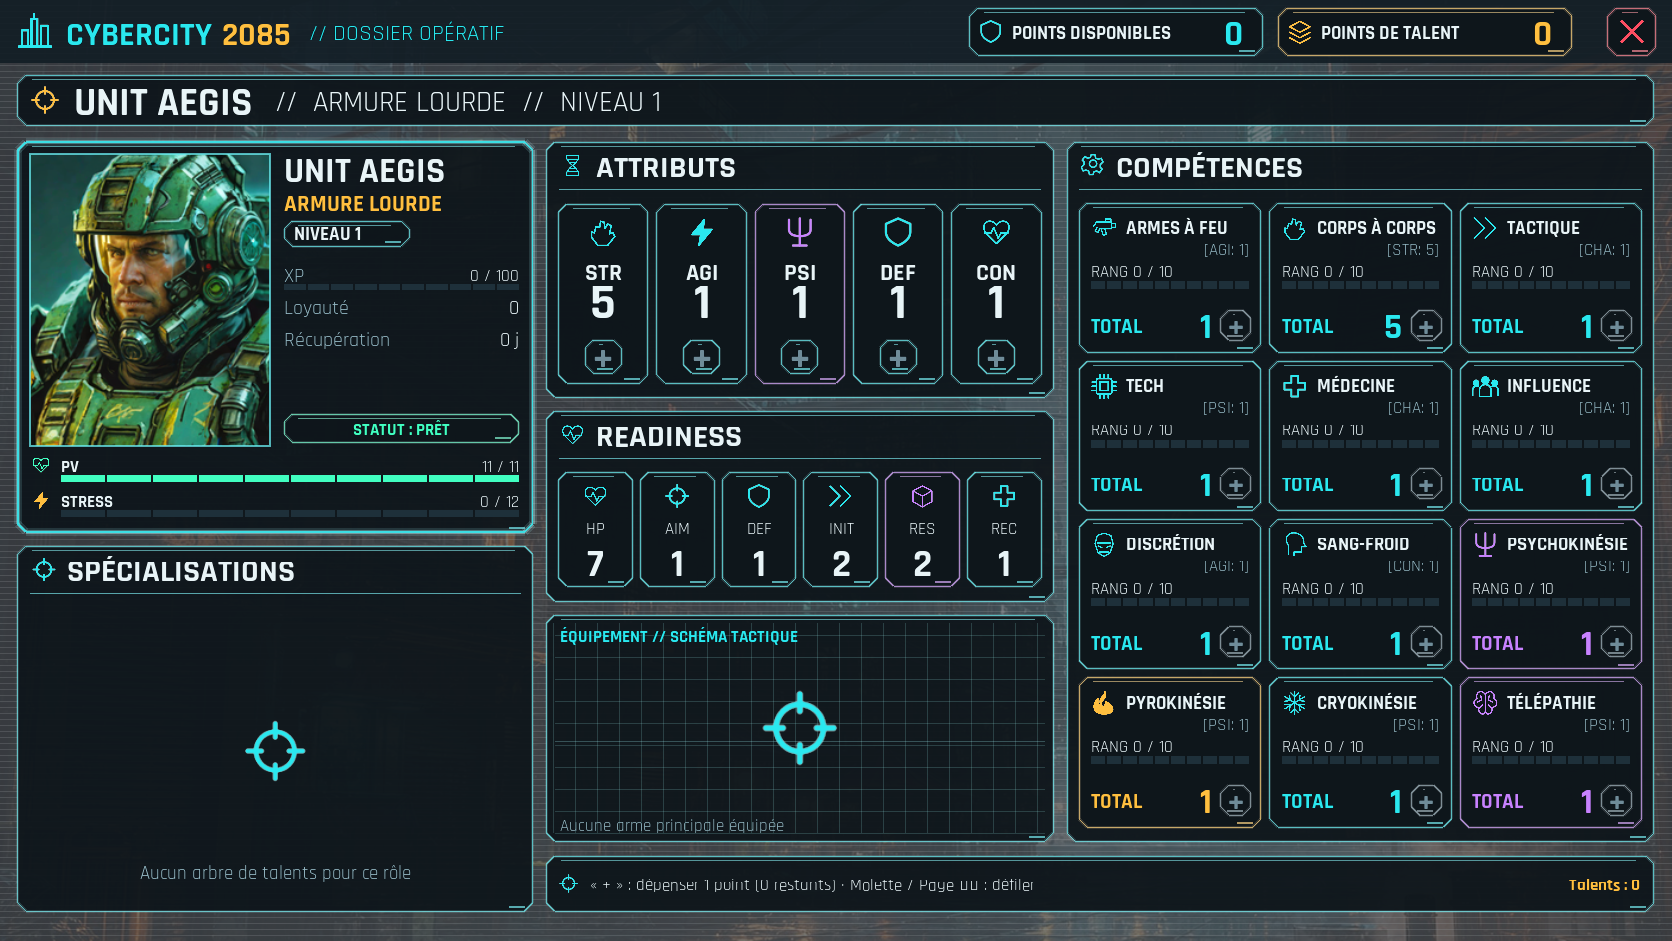 CYBERCITY 2085 // DOSSIER OPÉRATIF
POINTS DISPONIBLES 0
POINTS DE TALENT 0
UNIT AEGIS // ARMURE LOURDE // NIVEAU 1
UNIT AEGIS
ARMURE LOURDE
NIVEAU 1
XP 0 / 100
Loyauté 0
Récupération 0 j
STATUT : PRÊT
PV 11 / 11
STRESS 0 / 12
SPÉCIALISATIONS
Aucun arbre de talents pour ce rôle
ATTRIBUTS
STR AGI PSI DEF CON
5 1 1 1 1
+ + + + +
READINESS
HP AIM DEF INIT RES REC
7 1 1 2 2 1
ÉQUIPEMENT // SCHÉMA TACTIQUE
Aucune arme principale équipée
COMPÉTENCES
ARMES À FEU
[AGI: 1]
RANG 0 / 10
TOTAL 1 +
CORPS À CORPS
[STR: 5]
RANG 0 / 10
TOTAL 5 +
TACTIQUE
[CHA: 1]
RANG 0 / 10
TOTAL 1 +
TECH
[PSI: 1]
RANG 0 / 10
TOTAL 1 +
MÉDECINE
[CHA: 1]
RANG 0 / 10
TOTAL 1 +
INFLUENCE
[CHA: 1]
RANG 0 / 10
TOTAL 1 +
DISCRÉTION
[AGI: 1]
RANG 0 / 10
TOTAL 1 +
SANG-FROID
[CON: 1]
RANG 0 / 10
TOTAL 1 +
PSYCHOKINÉSIE
[PSI: 1]
RANG 0 / 10
TOTAL 1 +
PYROKINÉSIE
[PSI: 1]
RANG 0 / 10
TOTAL 1 +
CRYOKINÉSIE
[PSI: 1]
RANG 0 / 10
TOTAL 1 +
TÉLÉPATHIE
[PSI: 1]
RANG 0 / 10
TOTAL 1 +
« + » : dépenser 1 point (0 restants) · Molette / Page : défiler
Talents : 0